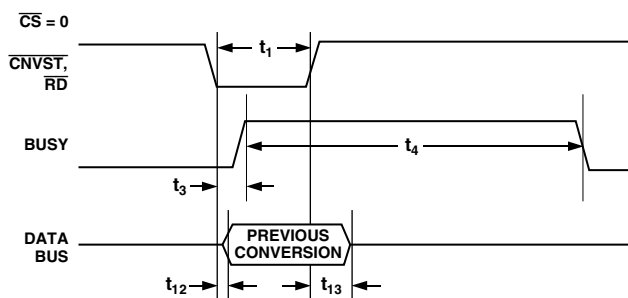 CS = 0
t1
CNVST,
RD
BUSY
t4
t3
DATA
BUS
PREVIOUS
CONVERSION
t12
t13